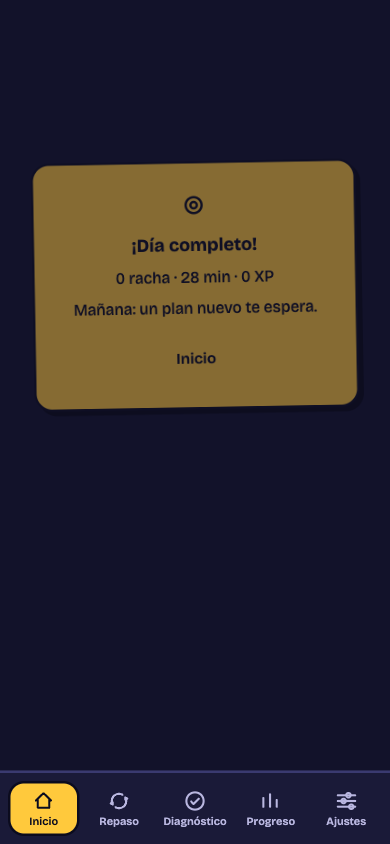 ¡Día completo!
0 racha · 28 min · 0 XP
Mañana: un plan nuevo te espera.
Inicio
Inicio
Repaso
Diagnóstico
Progreso
Ajustes